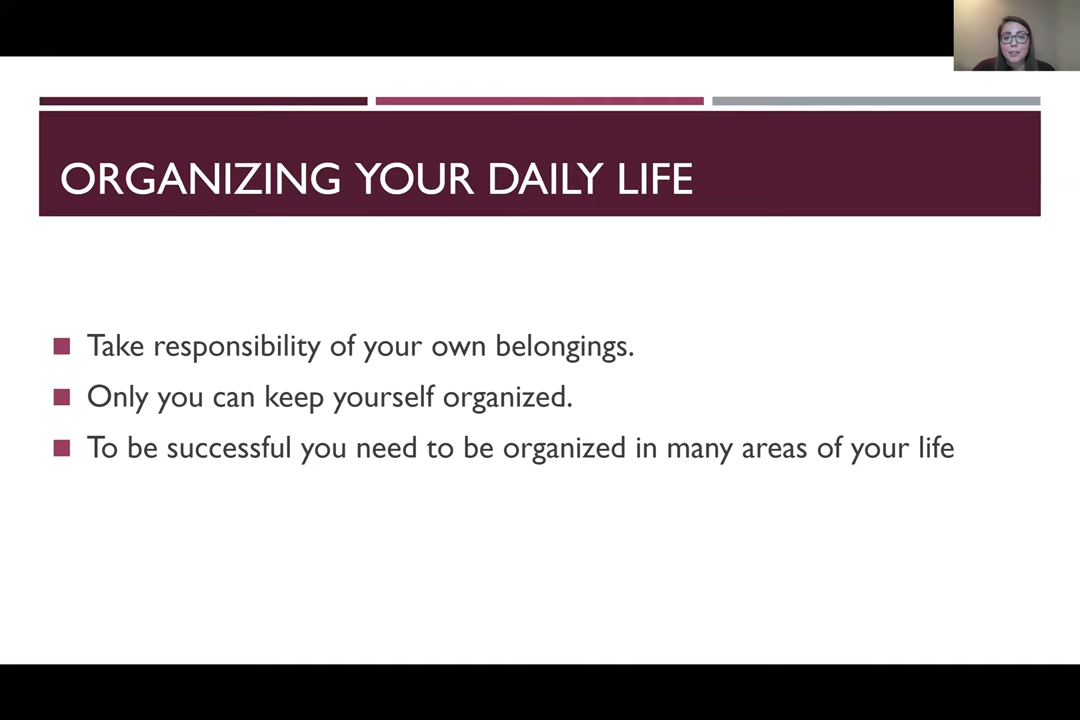 ORGANIZING YOUR DAILY LIFE
Take responsibility of your own belongings.
Only you can keep yourself organized.
To be successful you need to be organized in many areas of your life